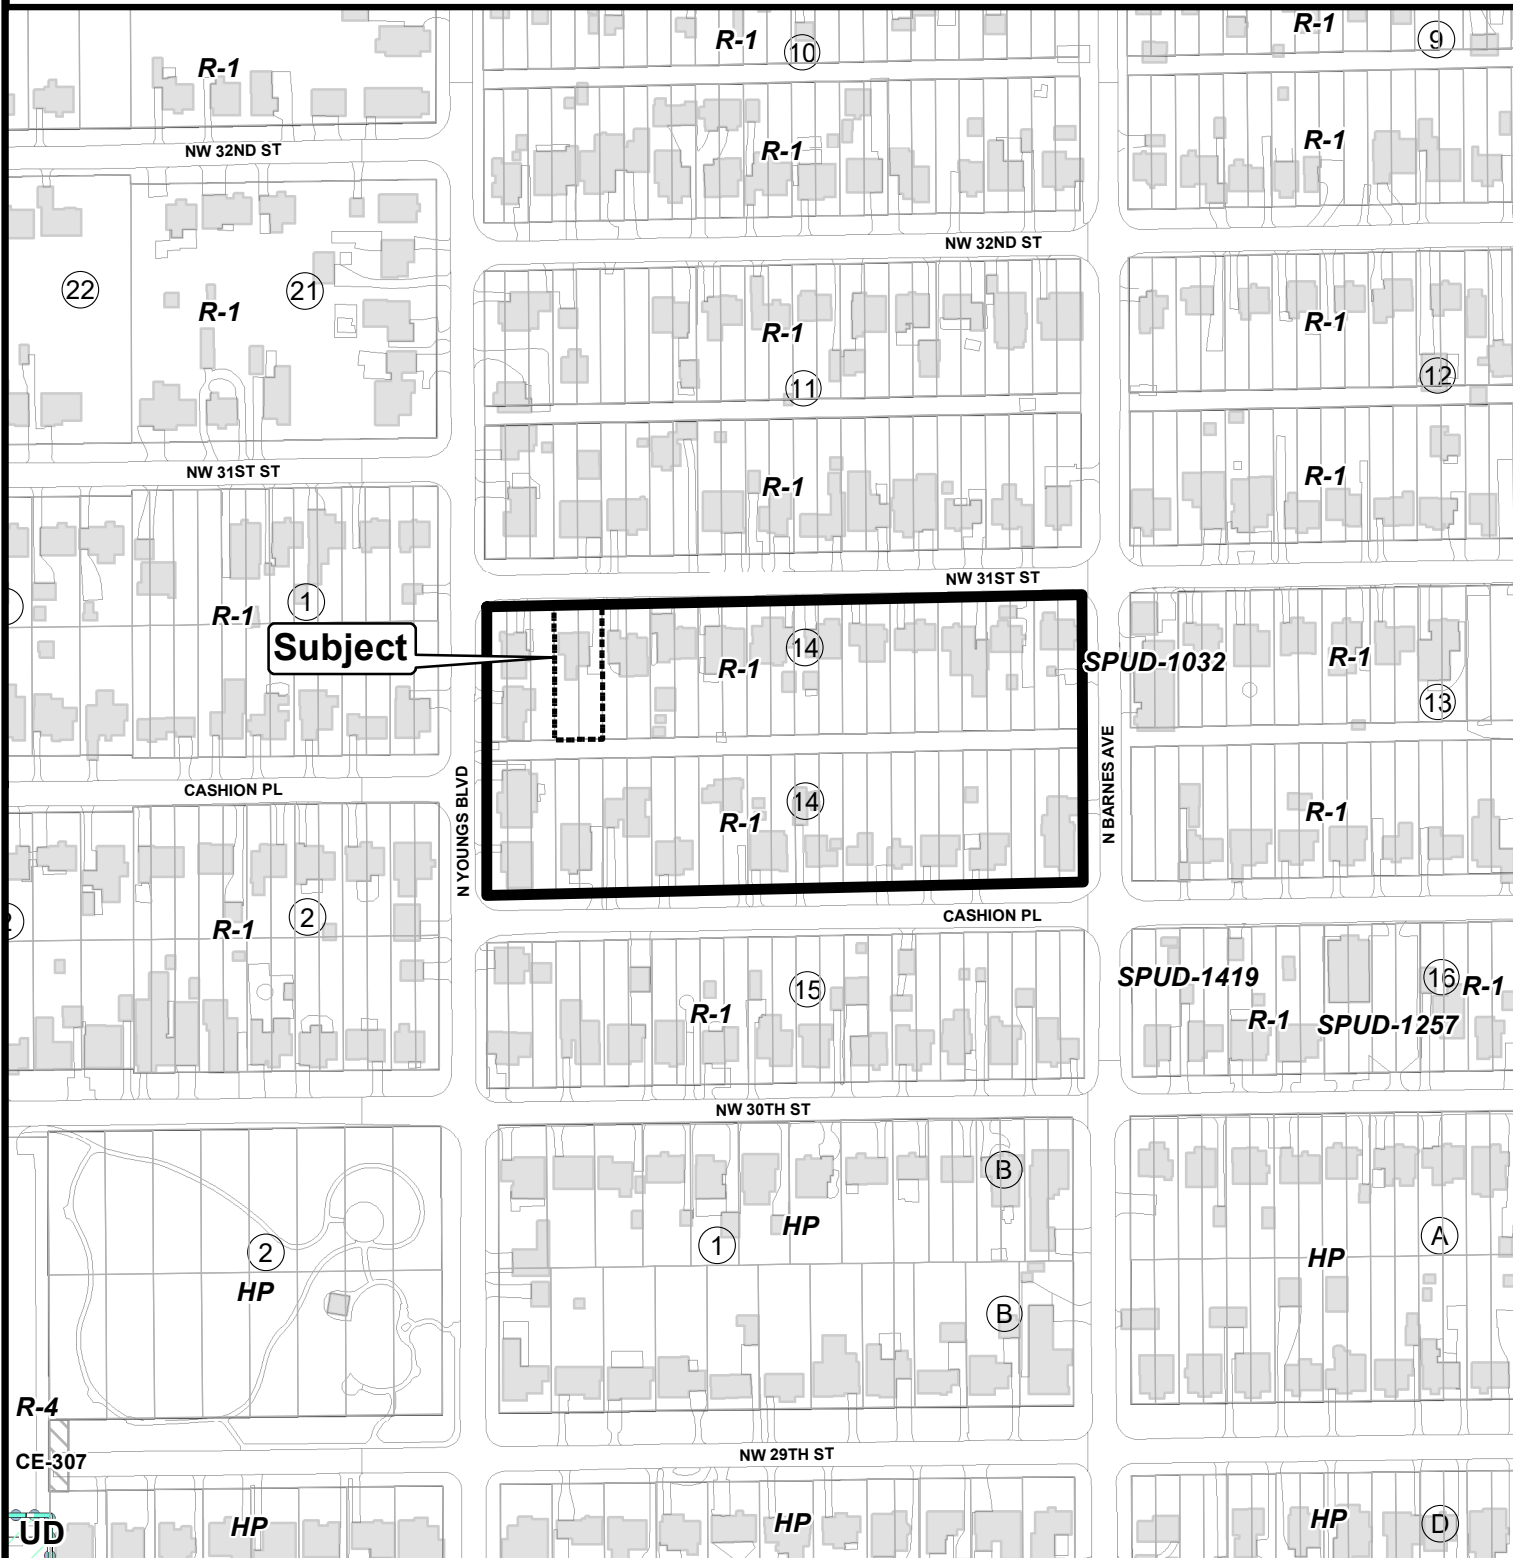 R-1
10
R-1
9
R-1
NW 32ND ST
R-1
R-1
NW 32ND ST
22
21
R-1
R-1
R-1
11
12
NW 31ST ST
R-1
R-1
NW 31ST ST
1
R-1
Subject
14
R-1
SPUD-1032
R-1
13
N YOUNGS BLVD
N BARNES AVE
CASHION PL
14
R-1
R-1
2
2
R-1
CASHION PL
15
R-1
SPUD-1419
16
R-1
R-1
SPUD-1257
NW 30TH ST
B
HP
1
2
HP
A
HP
B
R-4
CE-307
NW 29TH ST
UD
HP
HP
HP
D